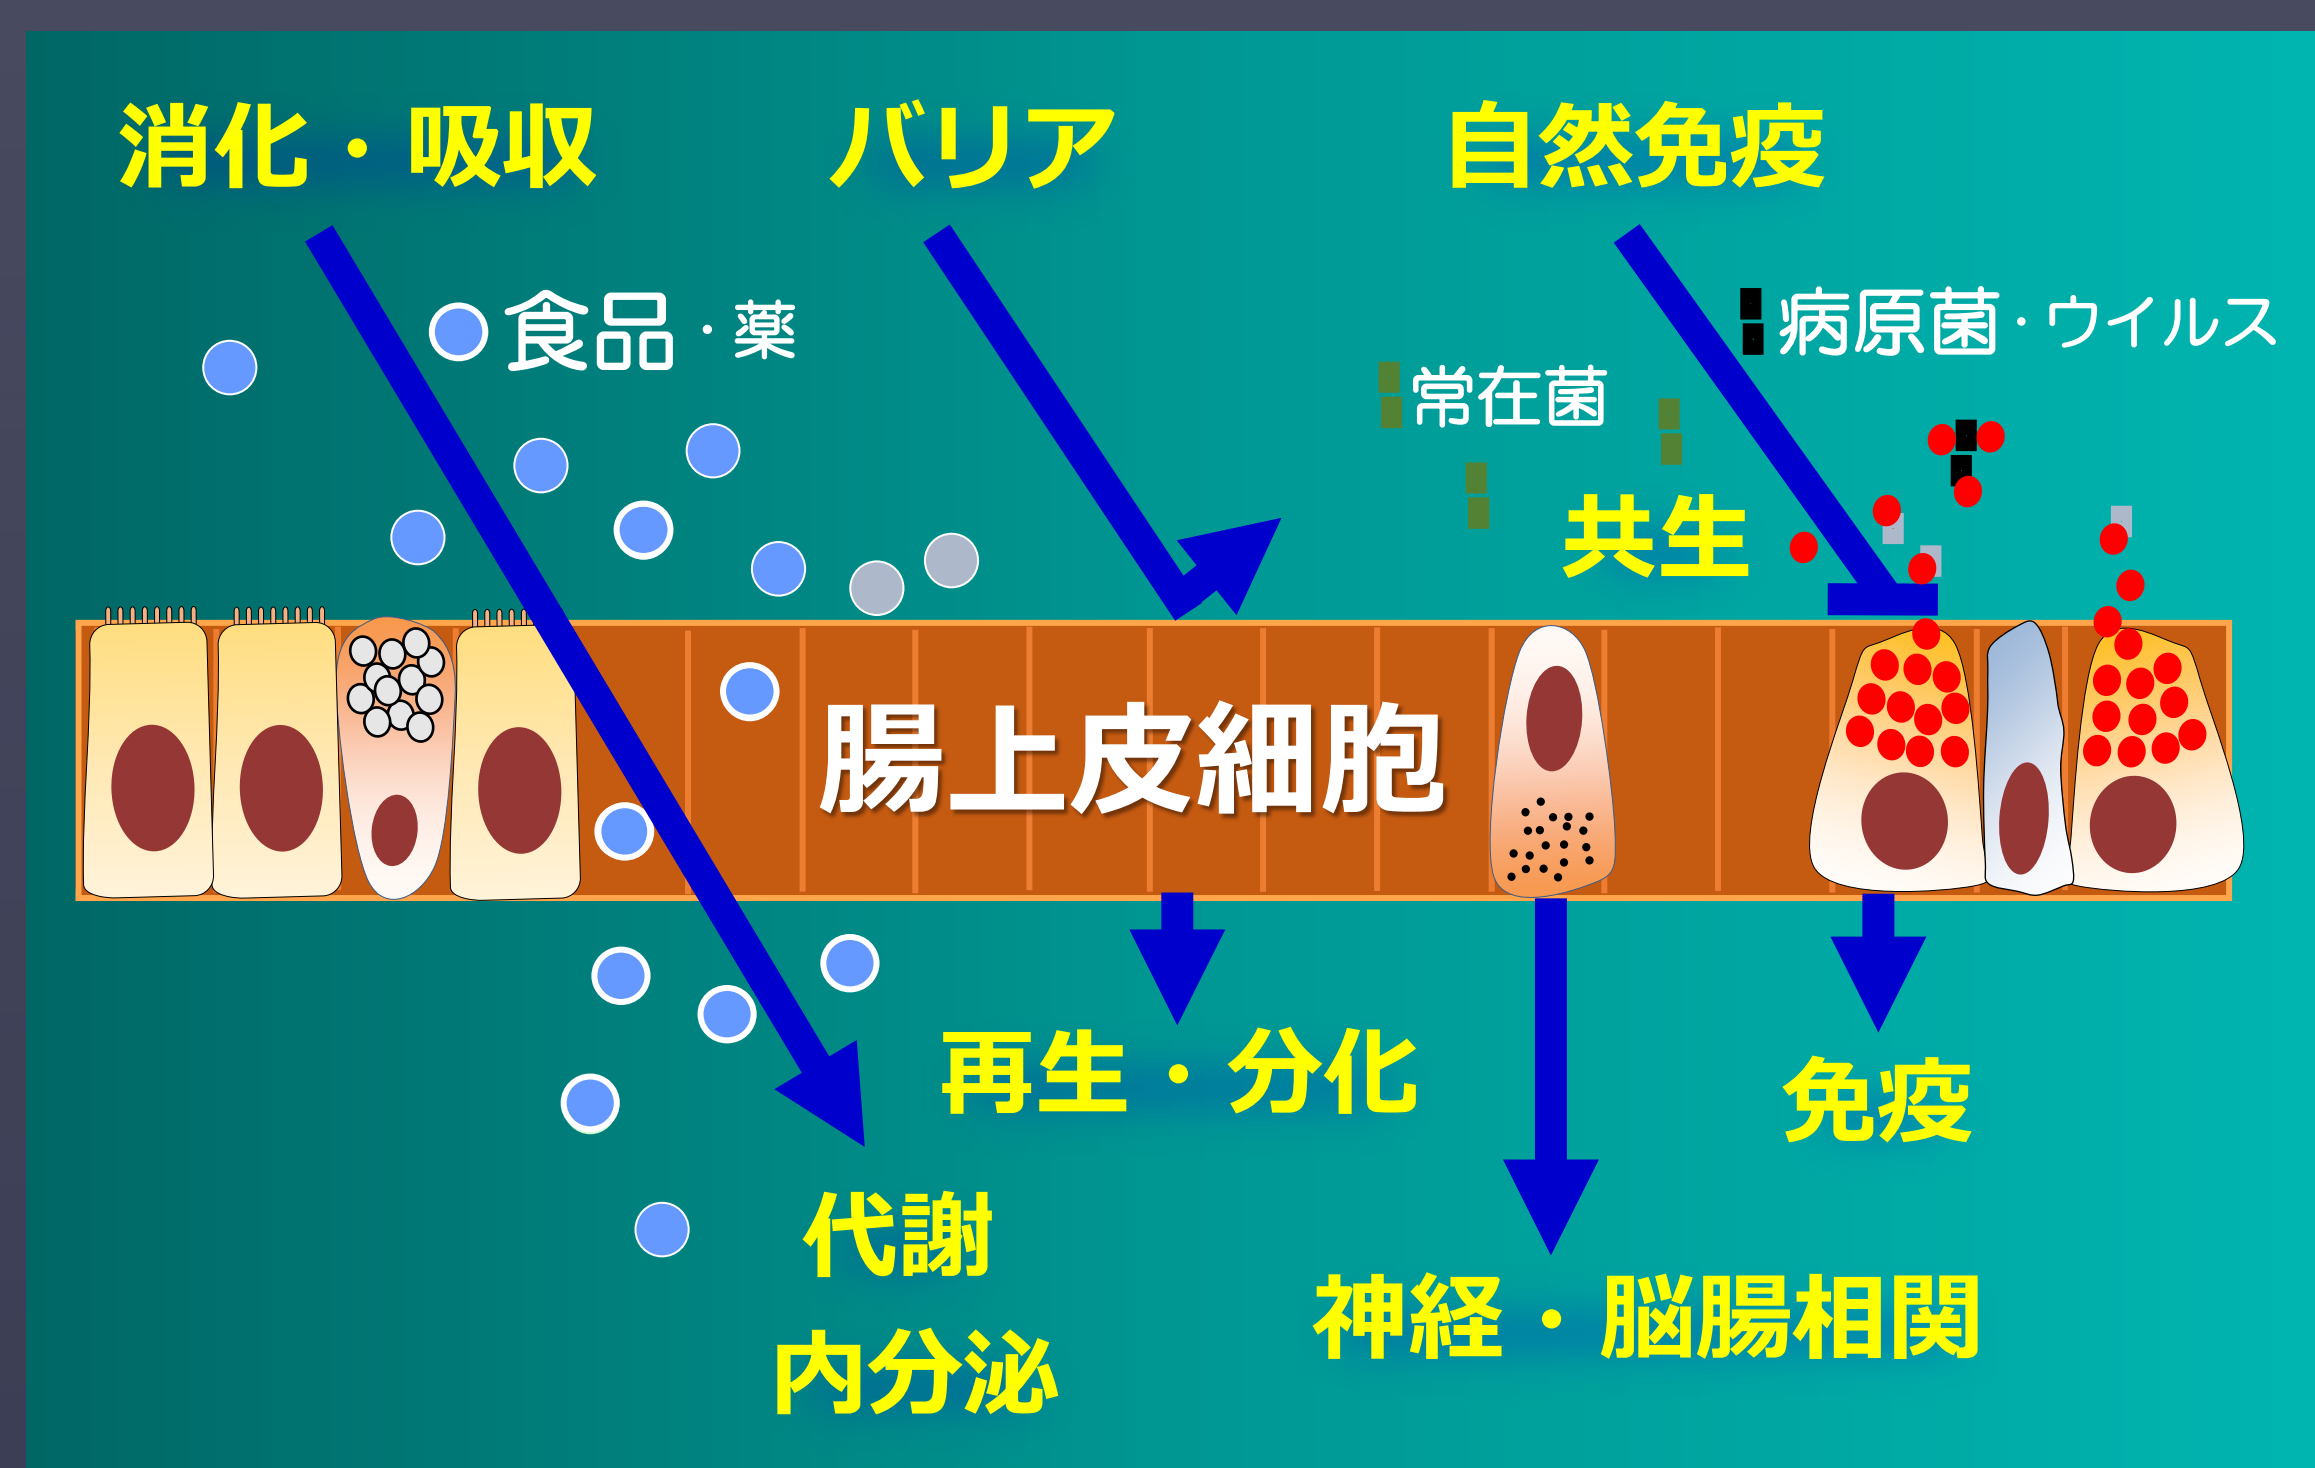 消化・吸収
バリア
自然免疫
食品・薬
病原菌・ウイルス
常在菌
共生
腸上皮細胞
再生・分化
免疫
代謝
内分泌
神経・脳腸相関